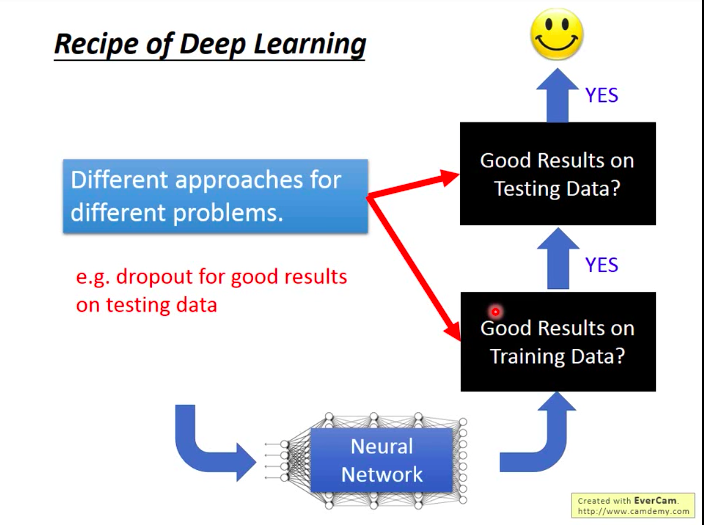 Recipe of Deep Learning
YES
Good Results on
Testing Data?
Different approaches for
different problems.
e.g. dropout for good results
on testing data
YES
Good Results on
Training Data?
Neural
Network
Created with EverCam.
http://www.camdemy.com